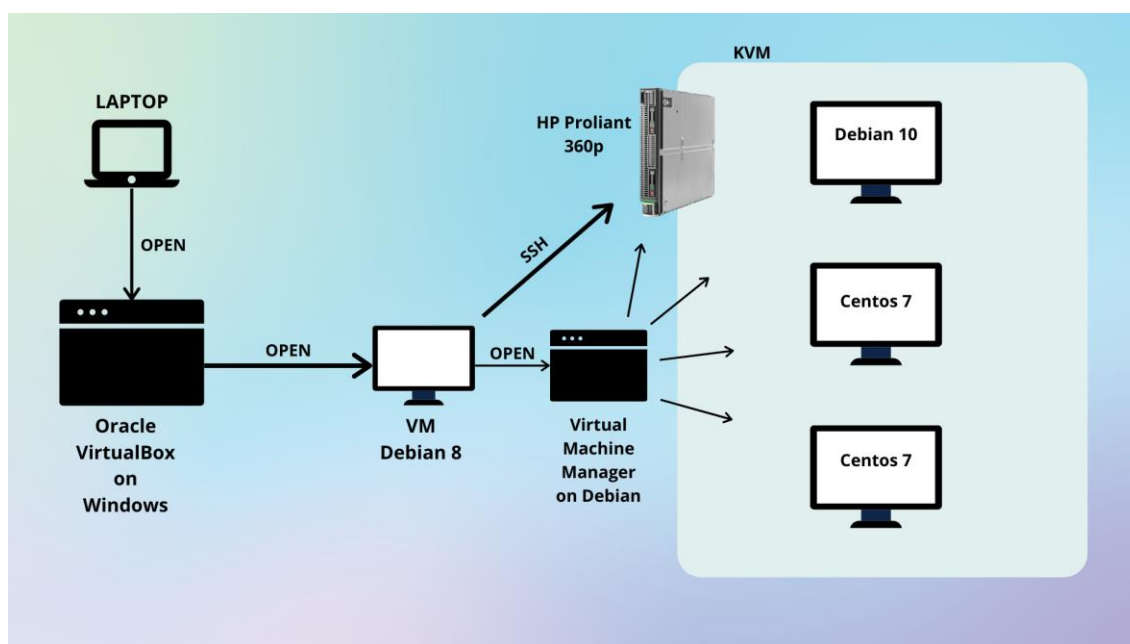 LAPTOP
OPEN
Oracle
VirtualBox
on
Windows
OPEN
VM
Debian 8
SSH
OPEN
Virtual
Machine
Manager
on Debian
HP Proliant
360p
KVM
Debian 10
Centos 7
Centos 7